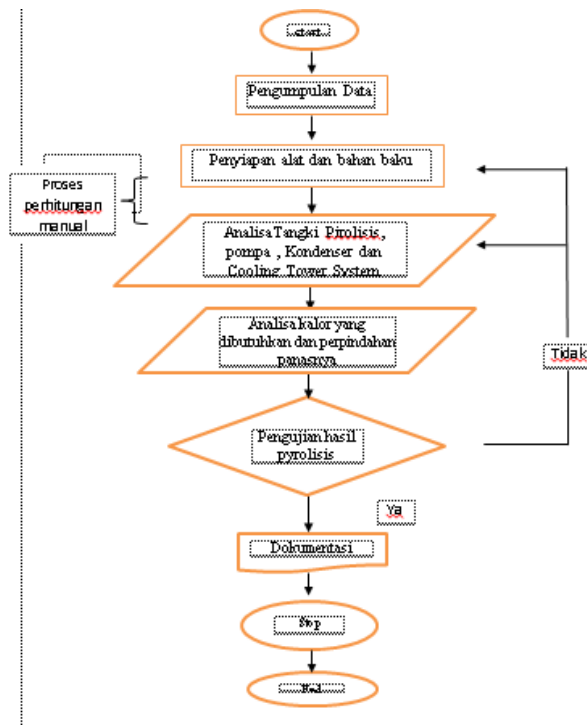 start
Pengumpulan Data
Penyiapan alat dan bahan baku
Proses
perhitungan
manual
Analisa Tangki Pirolisis,
pompa , Kondenser dan
Cooling Tower System
Analisa kalor yang
dibutuhkan dan perpindahan
panasnya
Tidak
Pengujian hasil
pyrolisis
Ya
Dokumentasi
Stop
End